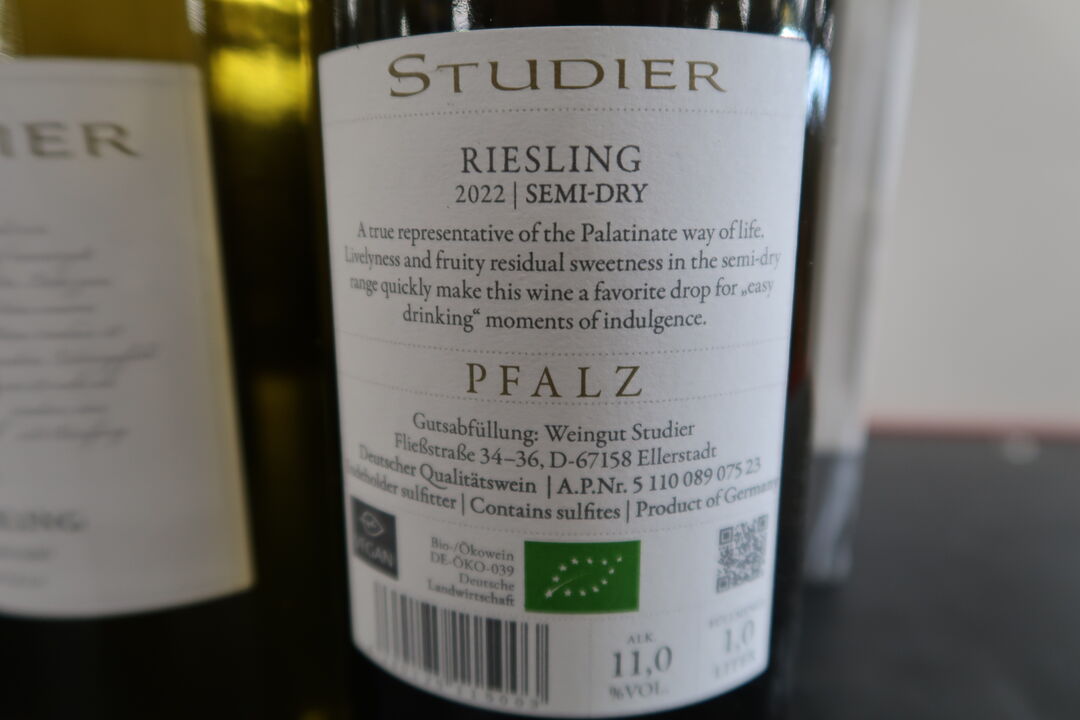 STUDIER
RIESLING
2022 | SEMI-DRY
A true representative of the Palatinate way of life.
Livelyness and fruity residual sweetness in the semi-dry
range quickly make this wine a favorite drop for „easy
drinking“ moments of indulgence.
PFALZ
Gutsabfüllung: Weingut Studier
Fließstraße 34–36, D-67158 Ellerstadt
Deutscher Qualitätswein | A.P.Nr. 5 110 089 075 23
sulfitter | Contains sulfites | Product of Germany
VEGAN
Bio-/Ökowein
DE-ÖKO-039
Deutsche
Landwirtschaft
ALK.
11,0
%VOL.
1,0
LITER
IER